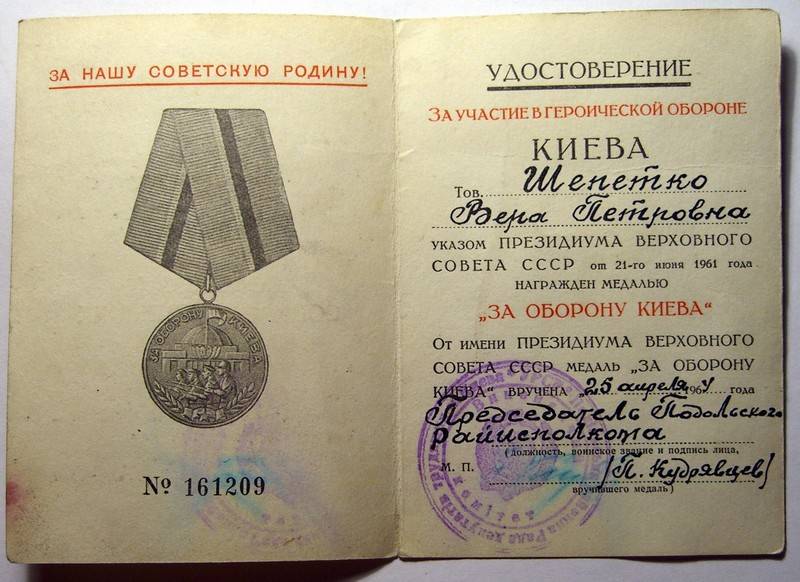 ЗА НАШУ СОВЕТСКУЮ РОДИНУ!
ЗА ОБОРОНУ КИЕВА
№ 161209
УДОСТОВЕРЕНИЕ
ЗА УЧАСТИЕ В ГЕРОИЧЕСКОЙ ОБОРОНЕ
КИЕВА
Тов. Шепетко
Вера Петровна
УКАЗОМ ПРЕЗИДИУМА ВЕРХОВНОГО
СОВЕТА СССР от 21-го июня 1961 года
НАГРАЖДЕН МЕДАЛЬЮ
„ЗА ОБОРОНУ КИЕВА“
От имени ПРЕЗИДИУМА ВЕРХОВНОГО
СОВЕТА СССР МЕДАЛЬ „ЗА ОБОРОНУ
КИЕВА“ ВРУЧЕНА „25 апреля 1964 года
Председатель Подольского
Райисполкома
(должность, воинское звание и подпись лица,
М. П. (П. Кудрявцев)
вручившего медаль)